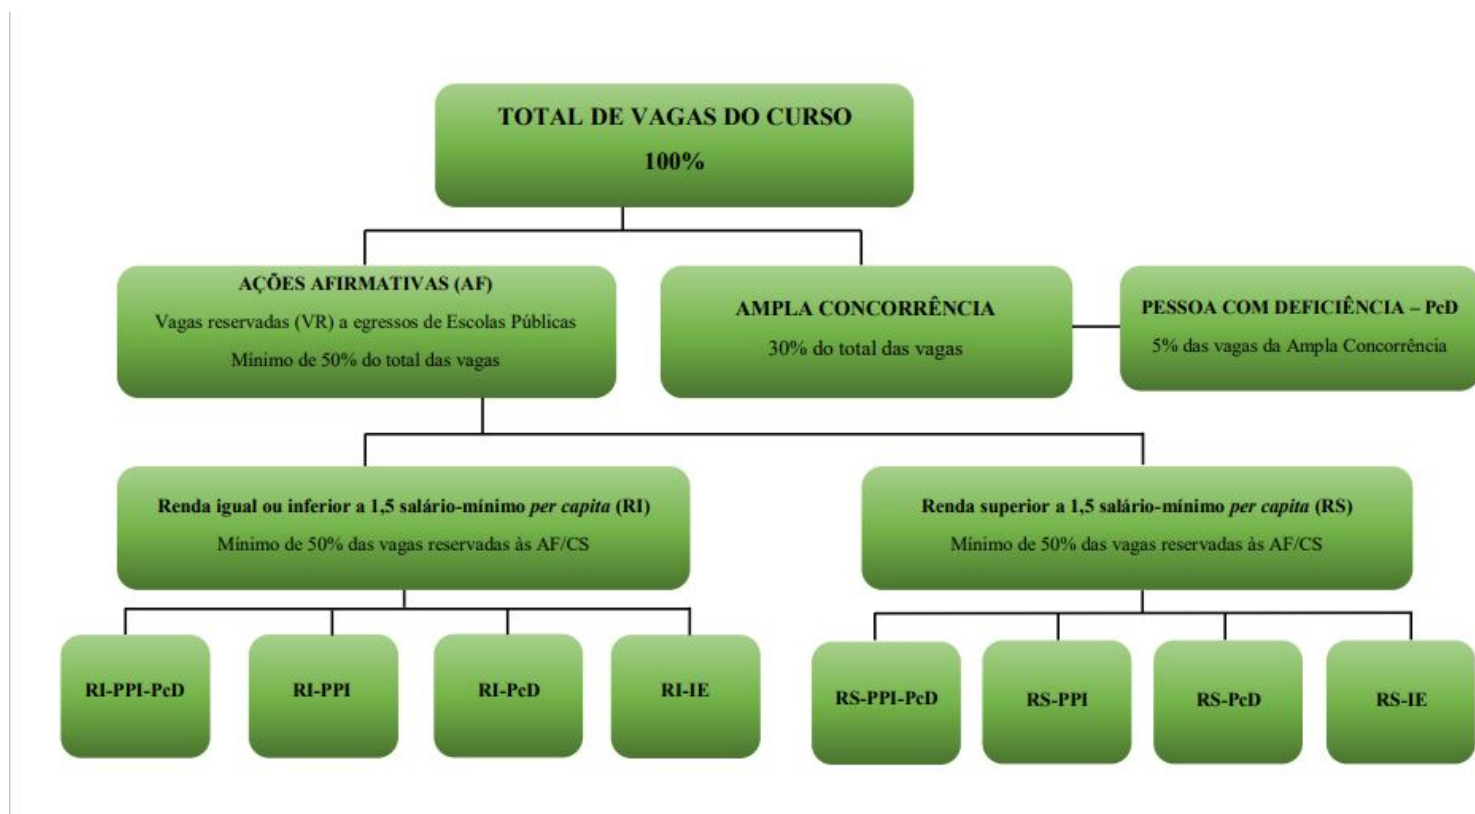 TOTAL DE VAGAS DO CURSO
100%
AÇÕES AFIRMATIVAS (AF)
Vagas reservadas (VR) a egressos de Escolas Públicas
Mínimo de 50% do total das vagas
AMPLA CONCORRÊNCIA
30% do total das vagas
PESSOA COM DEFICIÊNCIA – PcD
5% das vagas da Ampla Concorrência
Renda igual ou inferior a 1,5 salário-mínimo per capita (RI)
Mínimo de 50% das vagas reservadas às AF/CS
Renda superior a 1,5 salário-mínimo per capita (RS)
Mínimo de 50% das vagas reservadas às AF/CS
RI-PPI-PcD
RI-PPI
RI-PcD
RI-IE
RS-PPI-PcD
RS-PPI
RS-PcD
RS-IE